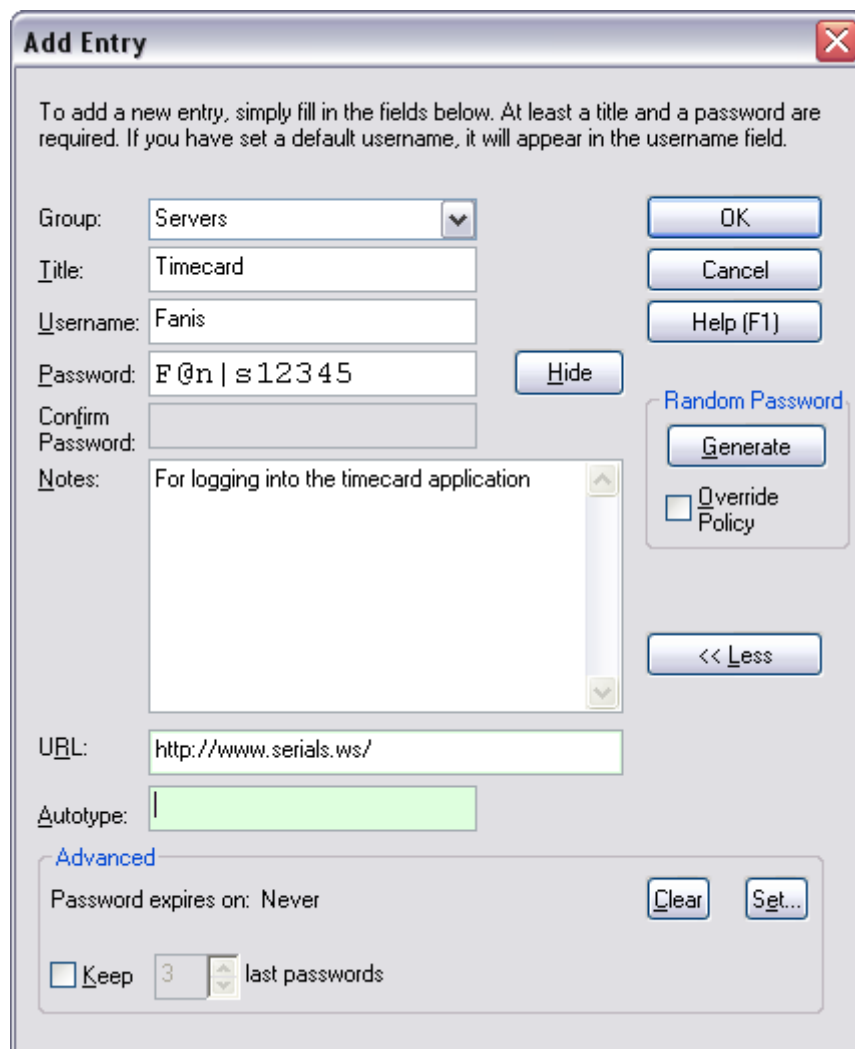 Add Entry
To add a new entry, simply fill in the fields below. At least a title and a password are
required. If you have set a default username, it will appear in the username field.
Group: Servers OK
Title: Timecard Cancel
Username: Fanis Help (F1)
Password: F@n|s12345 Hide
Confirm
Password:
Random Password
Generate
Override
Policy
Notes: For logging into the timecard application
<< Less
URL: http://www.serials.ws/
Autotype:
Advanced
Password expires on: Never Clear Set...
Keep 3 last passwords